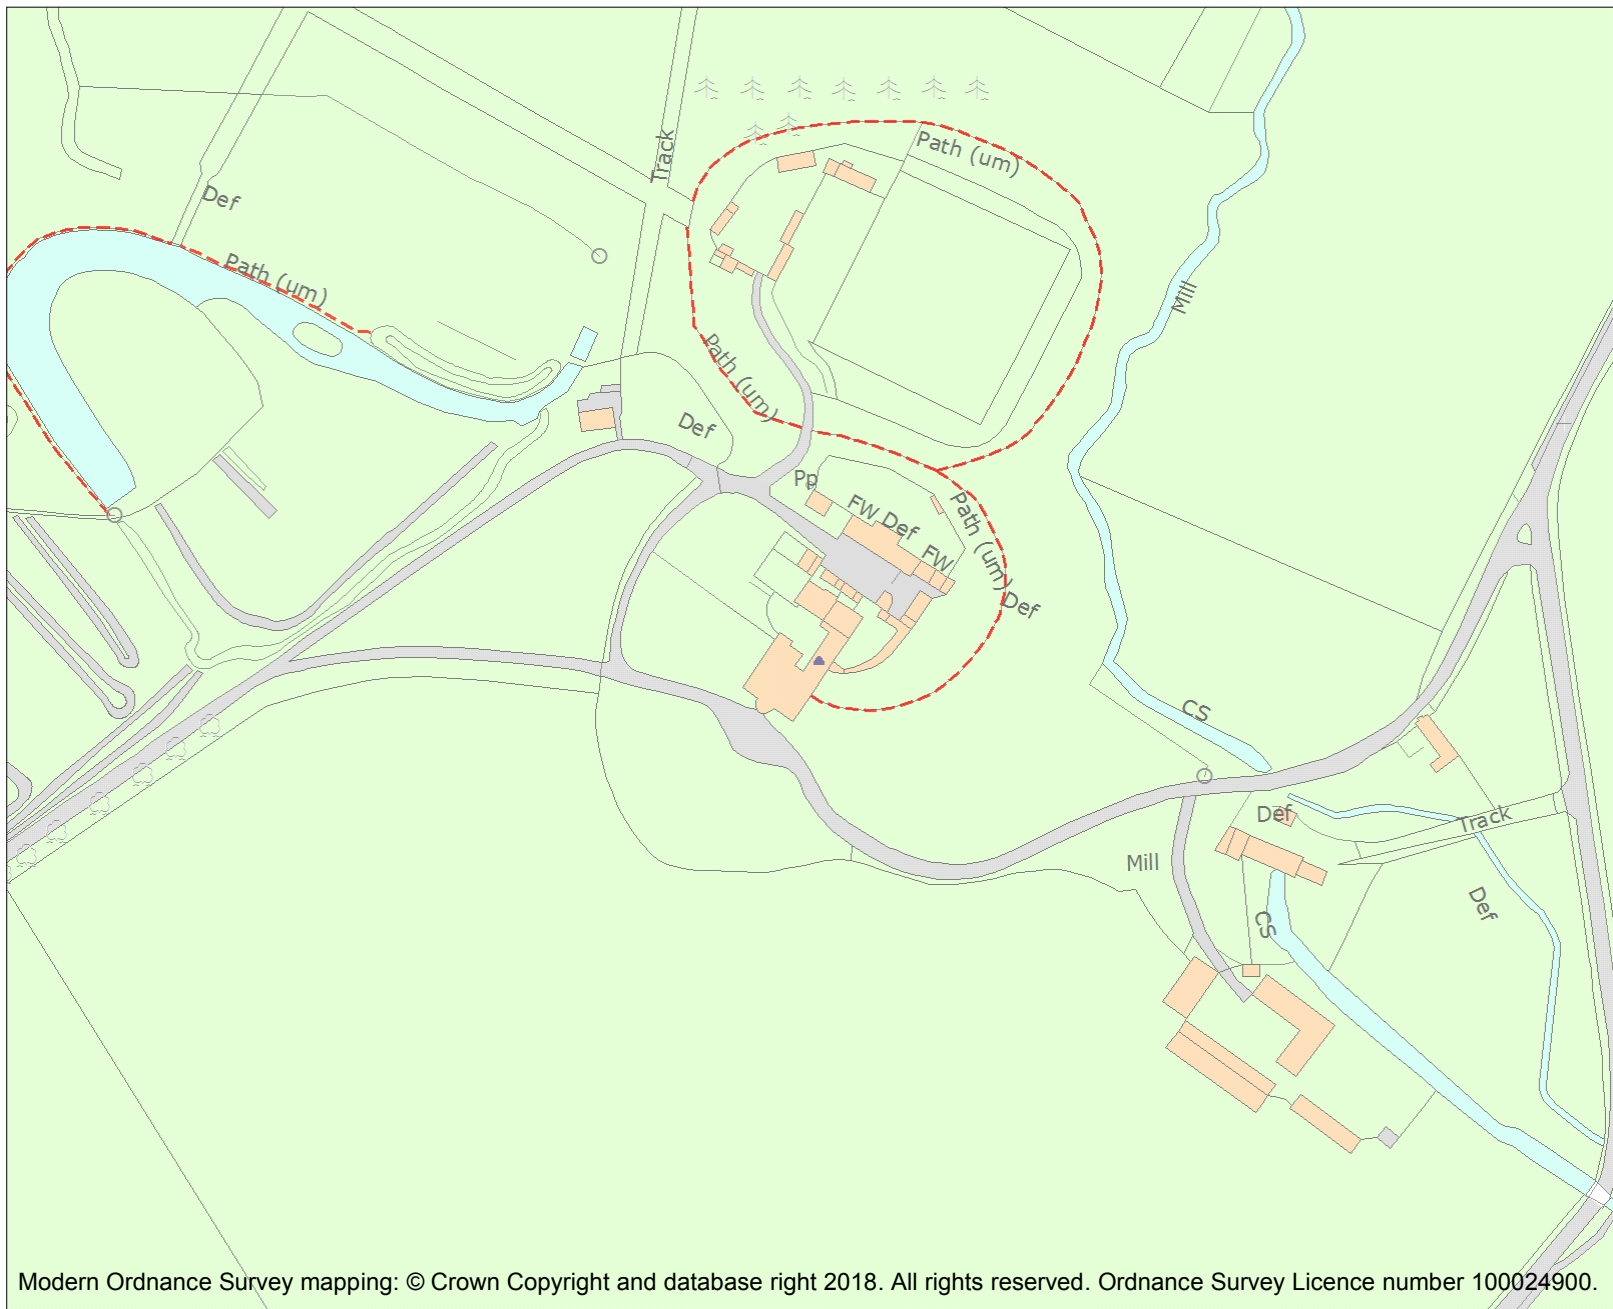 Track
Path (um)
Def
Path (um)
Mill
Path (um)
Def
Pp
FW
Def
Path (um)
FW
Def
CS
Def
Track
Mill
Def
CS
Modern Ordnance Survey mapping: © Crown Copyright and database right 2018. All rights reserved. Ordnance Survey Licence number 100024900.